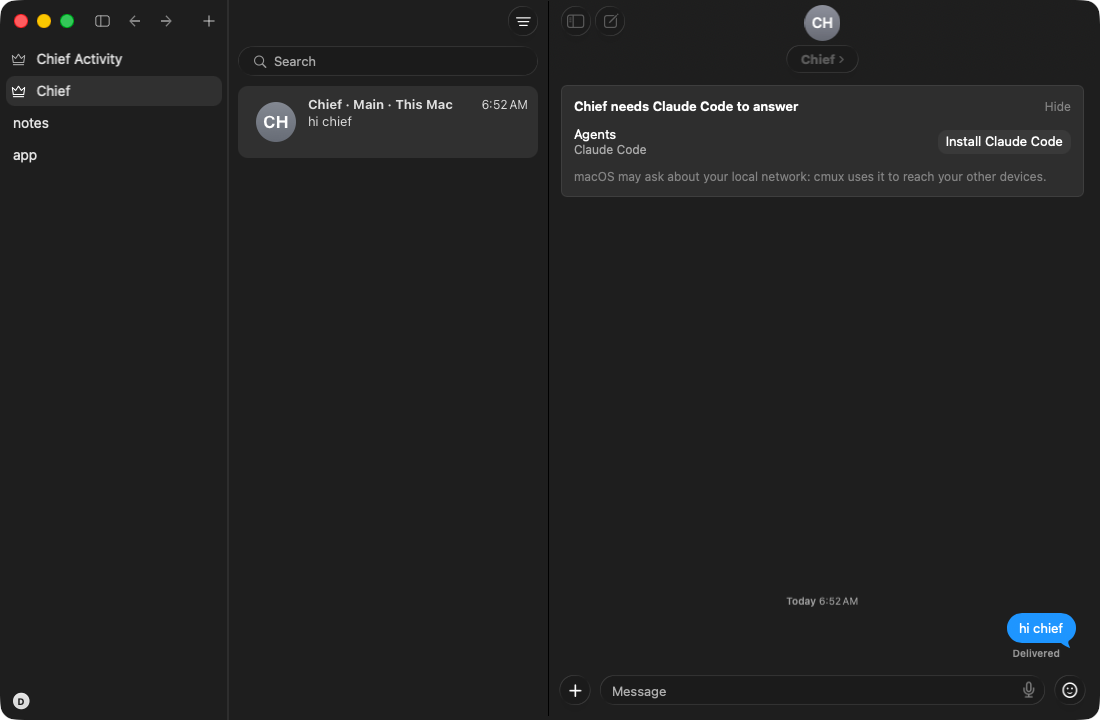 Chief Activity
Chief
notes
app
D
Search
CH
Chief · Main · This Mac 6:52 AM
hi chief
CH
Chief >
Chief needs Claude Code to answer Hide
Agents
Claude Code
Install Claude Code
macOS may ask about your local network: cmux uses it to reach your other devices.
Today 6:52 AM
hi chief
Delivered
Message